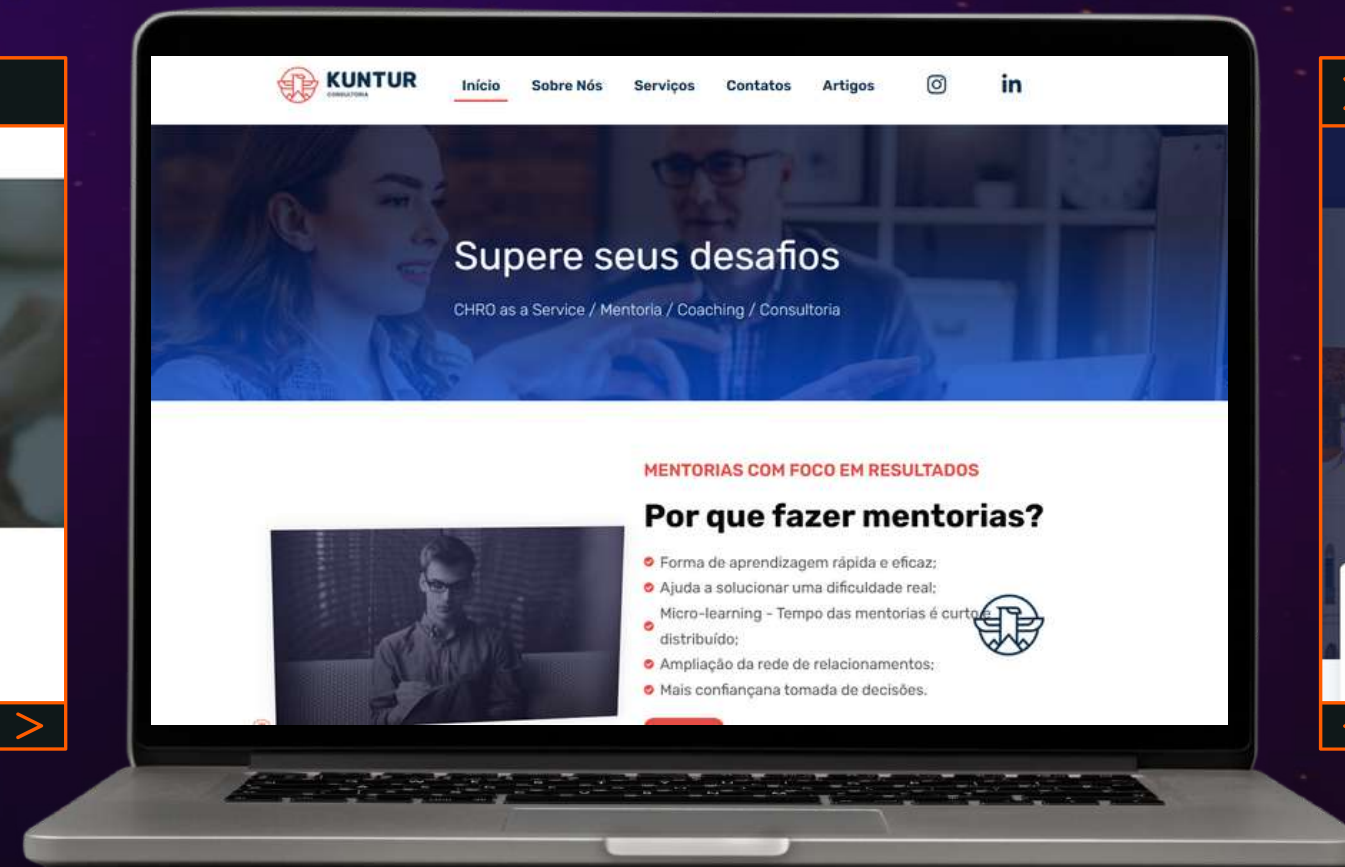 KUNTUR
CONSULTORIA
Início Sobre Nós Serviços Contatos Artigos in
Supere seus desafios
CHRO as a Service / Mentoria / Coaching / Consultoria
MENTORIAS COM FOCO EM RESULTADOS
Por que fazer mentorias?
Forma de aprendizagem rápida e eficaz;
Ajuda a solucionar uma dificuldade real;
Micro-learning - Tempo das mentorias é curto e
distribuído;
Ampliação da rede de relacionamentos;
Mais confiançana tomada de decisões.